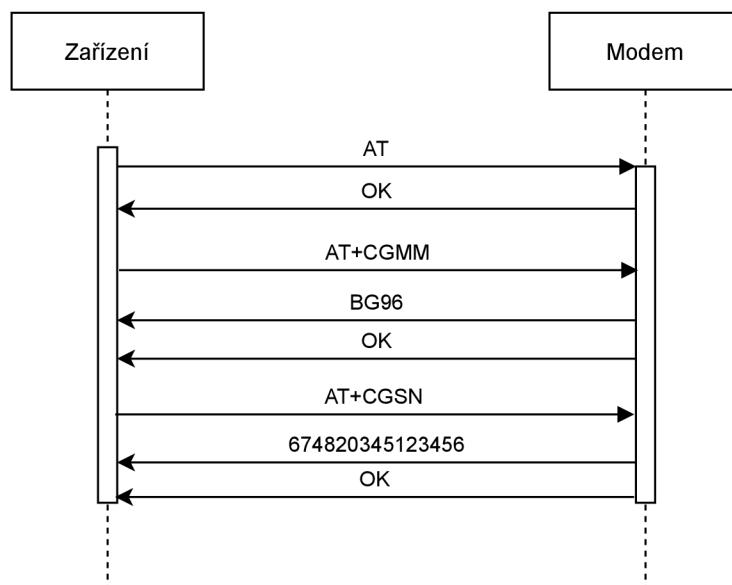 Zařízení
Modem
AT
OK
AT+CGMM
BG96
OK
AT+CGSN
674820345123456
OK